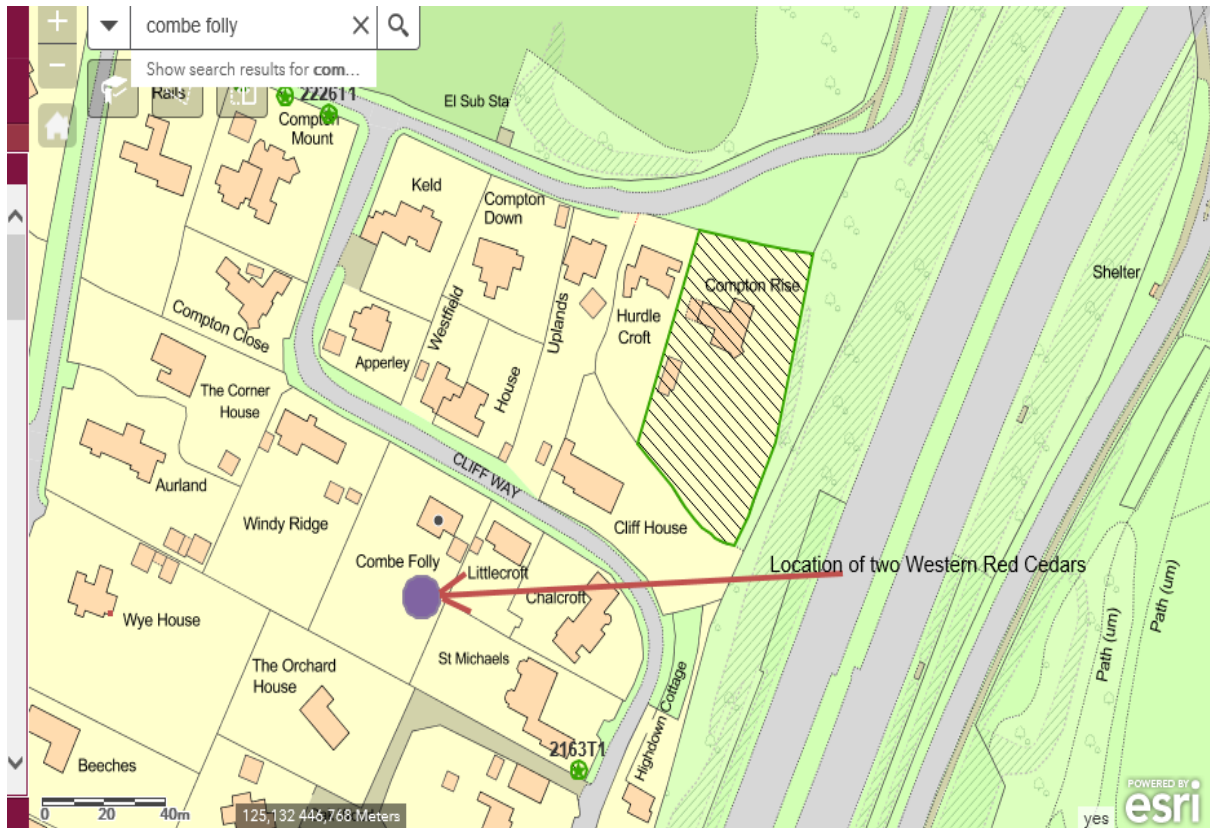 combe folly
Show search results for com...
Rails
2226T1
Compton
Mount
El Sub Sta
Keld
Compton
Down
Compton Rise
Shelter
Hurdle
Croft
Uplands
Westfield
House
Compton Close
Apperley
The Corner
House
CLIFF WAY
Aurland
Windy Ridge
Cliff House
Combe Folly
Littlecroft
Location of two Western Red Cedars
Chalcroft
Wye House
The Orchard
House
St Michaels
Path (um)
Path (um)
Highdown Cottage
2163T1
Beeches
0 20 40m
125,132 446,768 Meters
yes
POWERED BY
esri